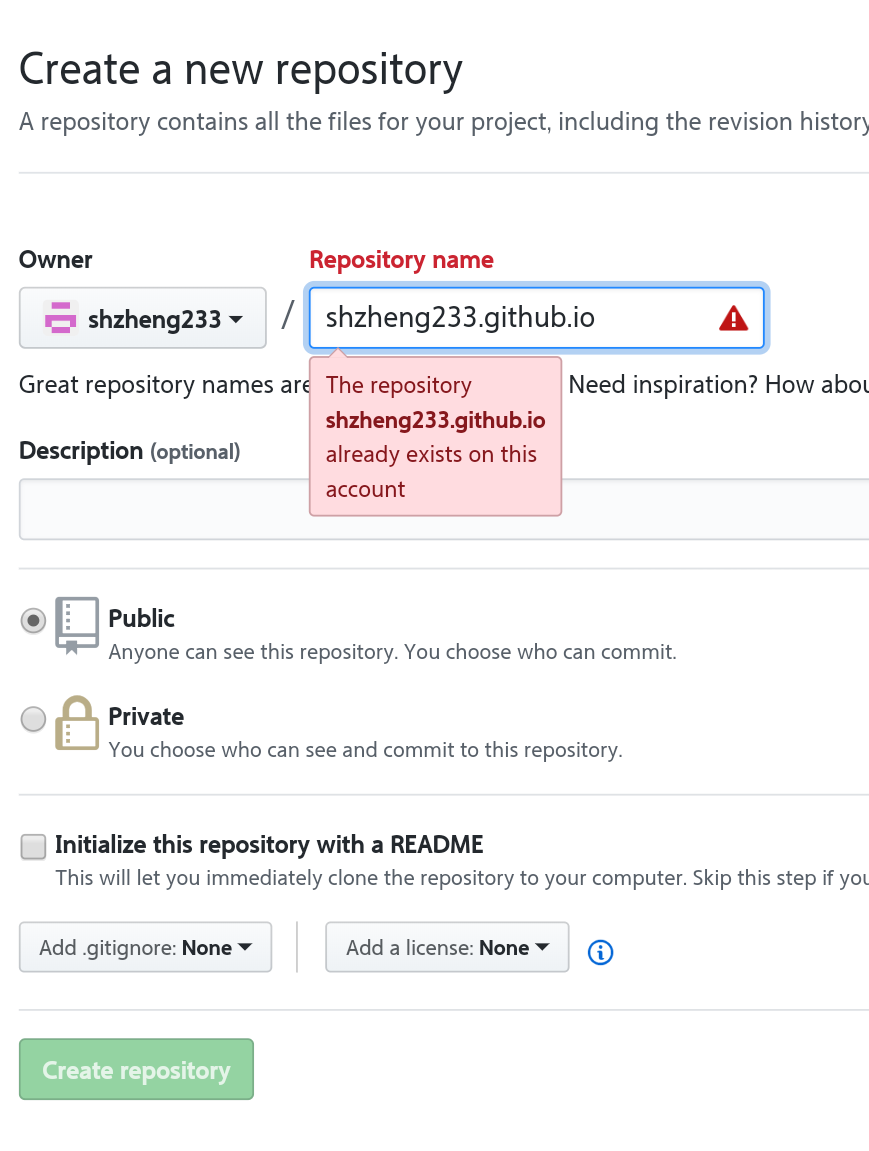 Create a new repository
A repository contains all the files for your project, including the revision history
Owner
Repository name
shzheng233
/
shzheng233.github.io
Great repository names are
Need inspiration? How abou
The repository
shzheng233.github.io
already exists on this
account
Description (optional)
Public
Anyone can see this repository. You choose who can commit.
Private
You choose who can see and commit to this repository.
Initialize this repository with a README
This will let you immediately clone the repository to your computer. Skip this step if you
Add .gitignore: None
Add a license: None
Create repository